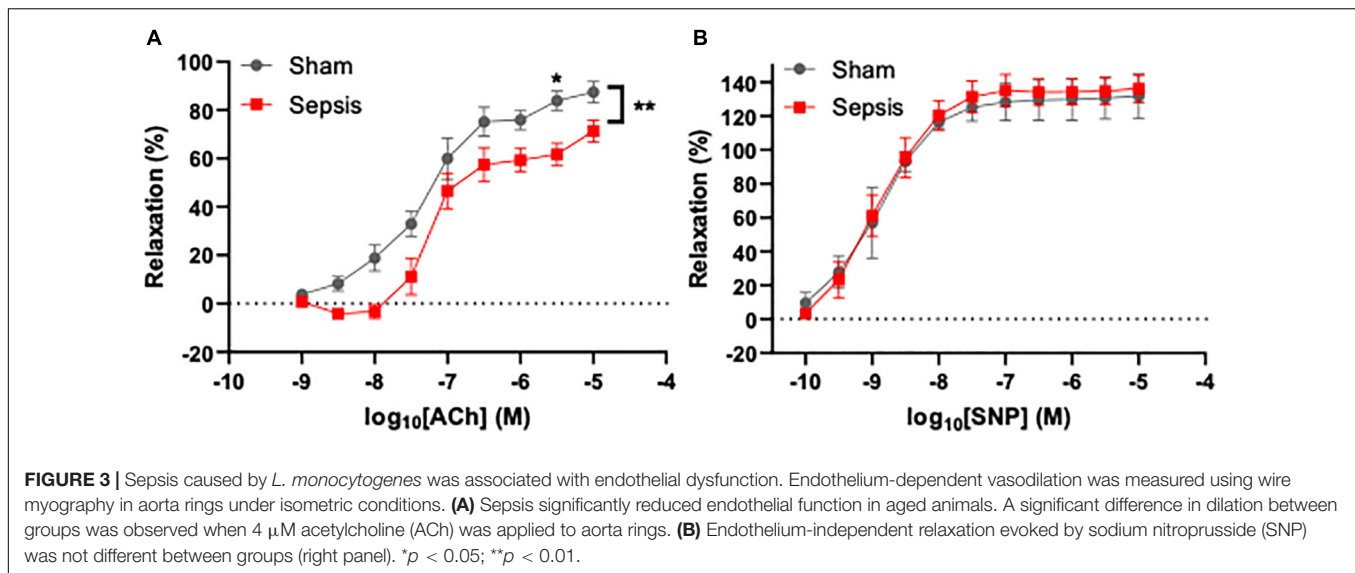 A
B
100
80
60
40
20
0
-20
Relaxation (%)
Sham
Sepsis
*
**
-10 -9 -8 -7 -6 -5 -4
log10[ACh] (M)
140
120
100
80
60
40
20
0
-20
Relaxation (%)
Sham
Sepsis
-10 -9 -8 -7 -6 -5 -4
log10[SNP] (M)
FIGURE 3 | Sepsis caused by L. monocytogenes was associated with endothelial dysfunction. Endothelium-dependent vasodilation was measured using wire
myography in aorta rings under isometric conditions. (A) Sepsis significantly reduced endothelial function in aged animals. A significant difference in dilation between
groups was observed when 4 μM acetylcholine (ACh) was applied to aorta rings. (B) Endothelium-independent relaxation evoked by sodium nitroprusside (SNP)
was not different between groups (right panel). *p < 0.05; **p < 0.01.